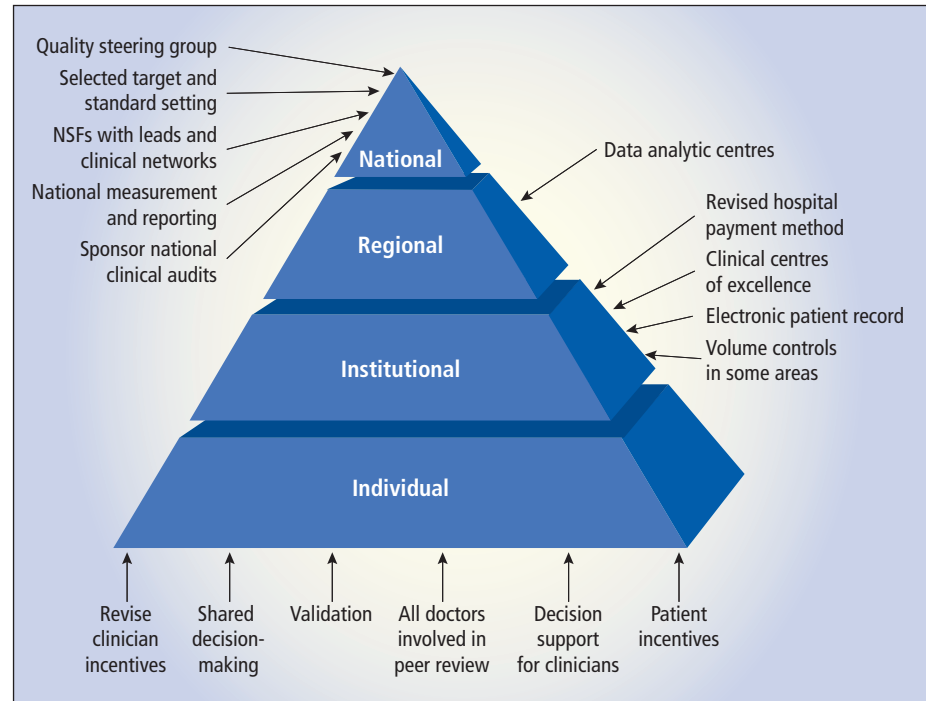 Quality steering group
Selected target and
standard setting
NSFs with leads and
clinical networks
National measurement
and reporting
Sponsor national
clinical audits
National
Regional
Institutional
Individual
Data analytic centres
Revised hospital
payment method
Clinical centres
of excellence
Electronic patient record
Volume controls
in some areas
Revise
clinician
incentives
Shared
decision-
making
Validation
All doctors
involved in
peer review
Decision
support
for clinicians
Patient
incentives